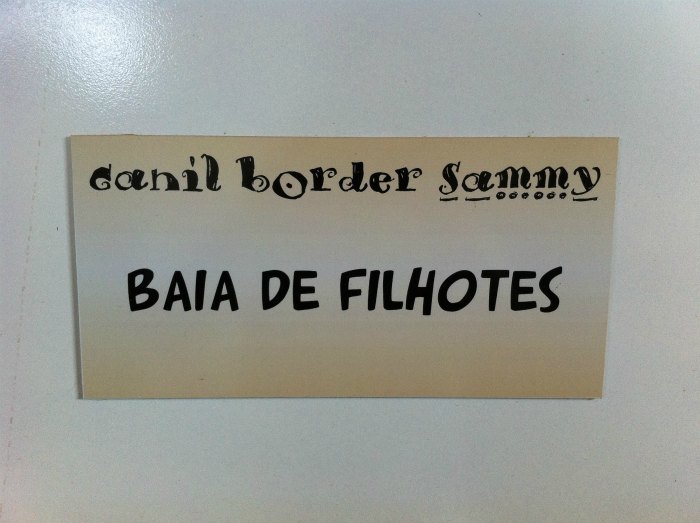 canil border sammy
BAIA DE FILHOTES